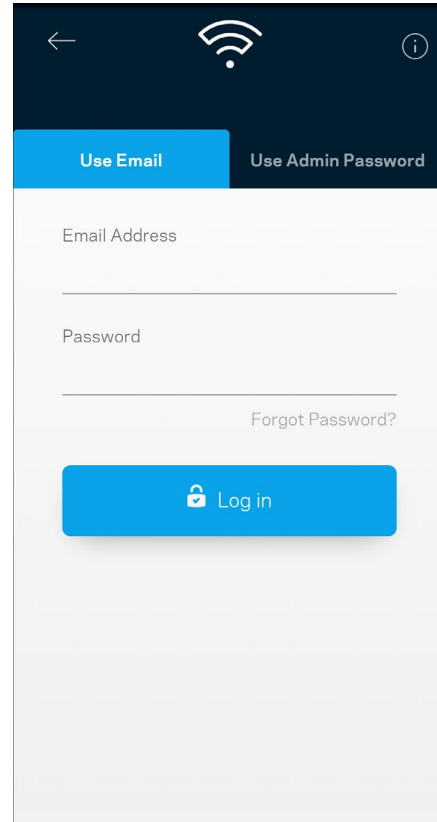 Use Email
Use Admin Password
Email Address
Password
Forgot Password?
Log in